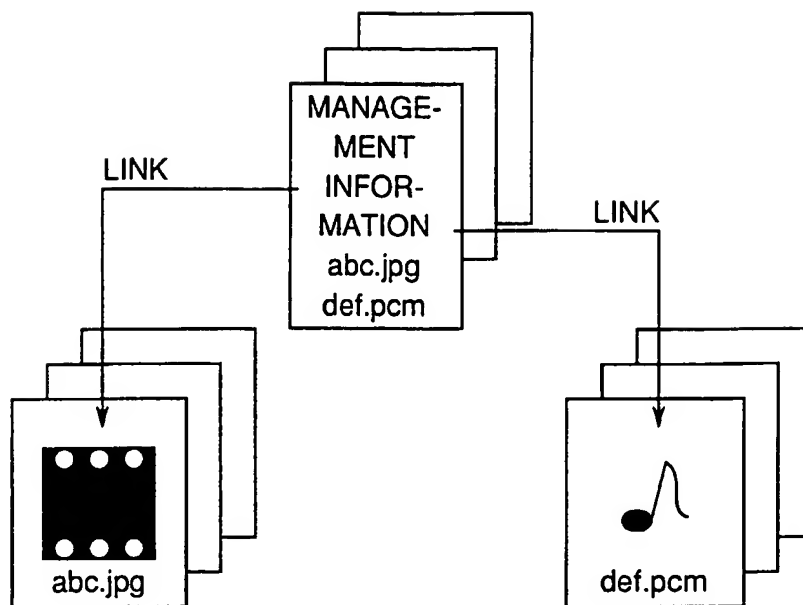 MANAGE-
MENT
INFOR-
MATION
abc.jpg
def.pcm
LINK
LINK
abc.jpg
def.pcm